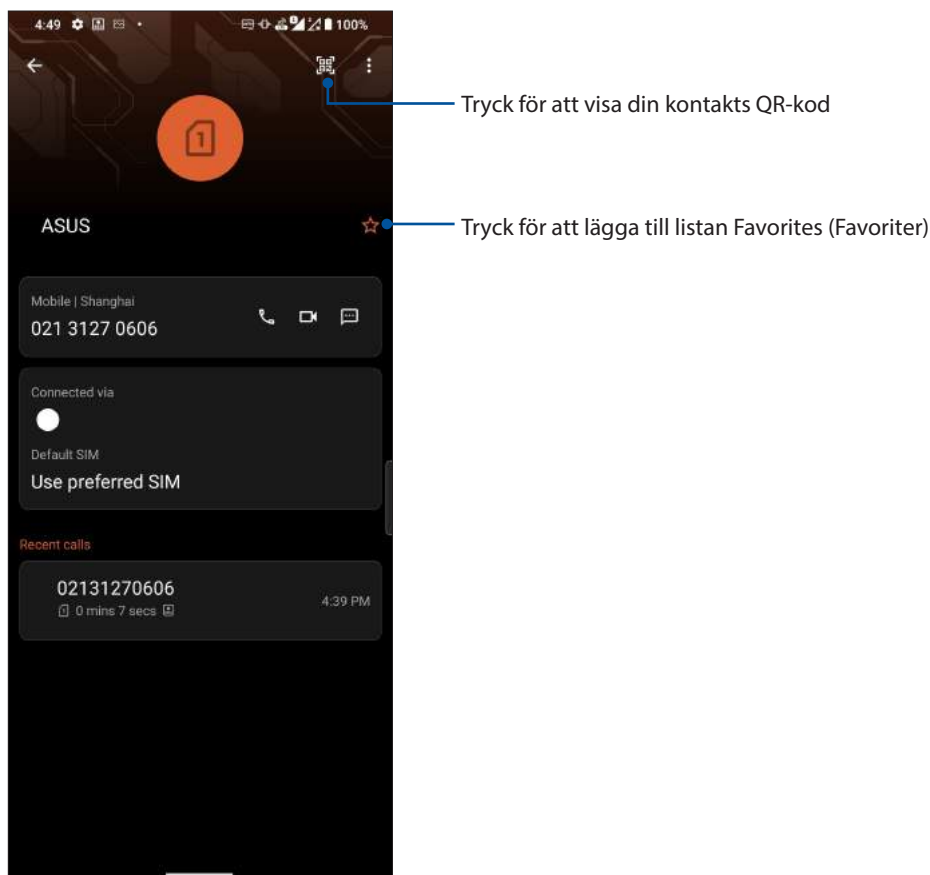 4:49
100%
Tryck för att visa din kontakts QR-kod
1
ASUS
Tryck för att lägga till listan Favorites (Favoriter)
Mobile | Shanghai
021 3127 0606
Connected via
Default SIM
Use preferred SIM
Recent calls
02131270606
0 mins 7 secs
4:39 PM